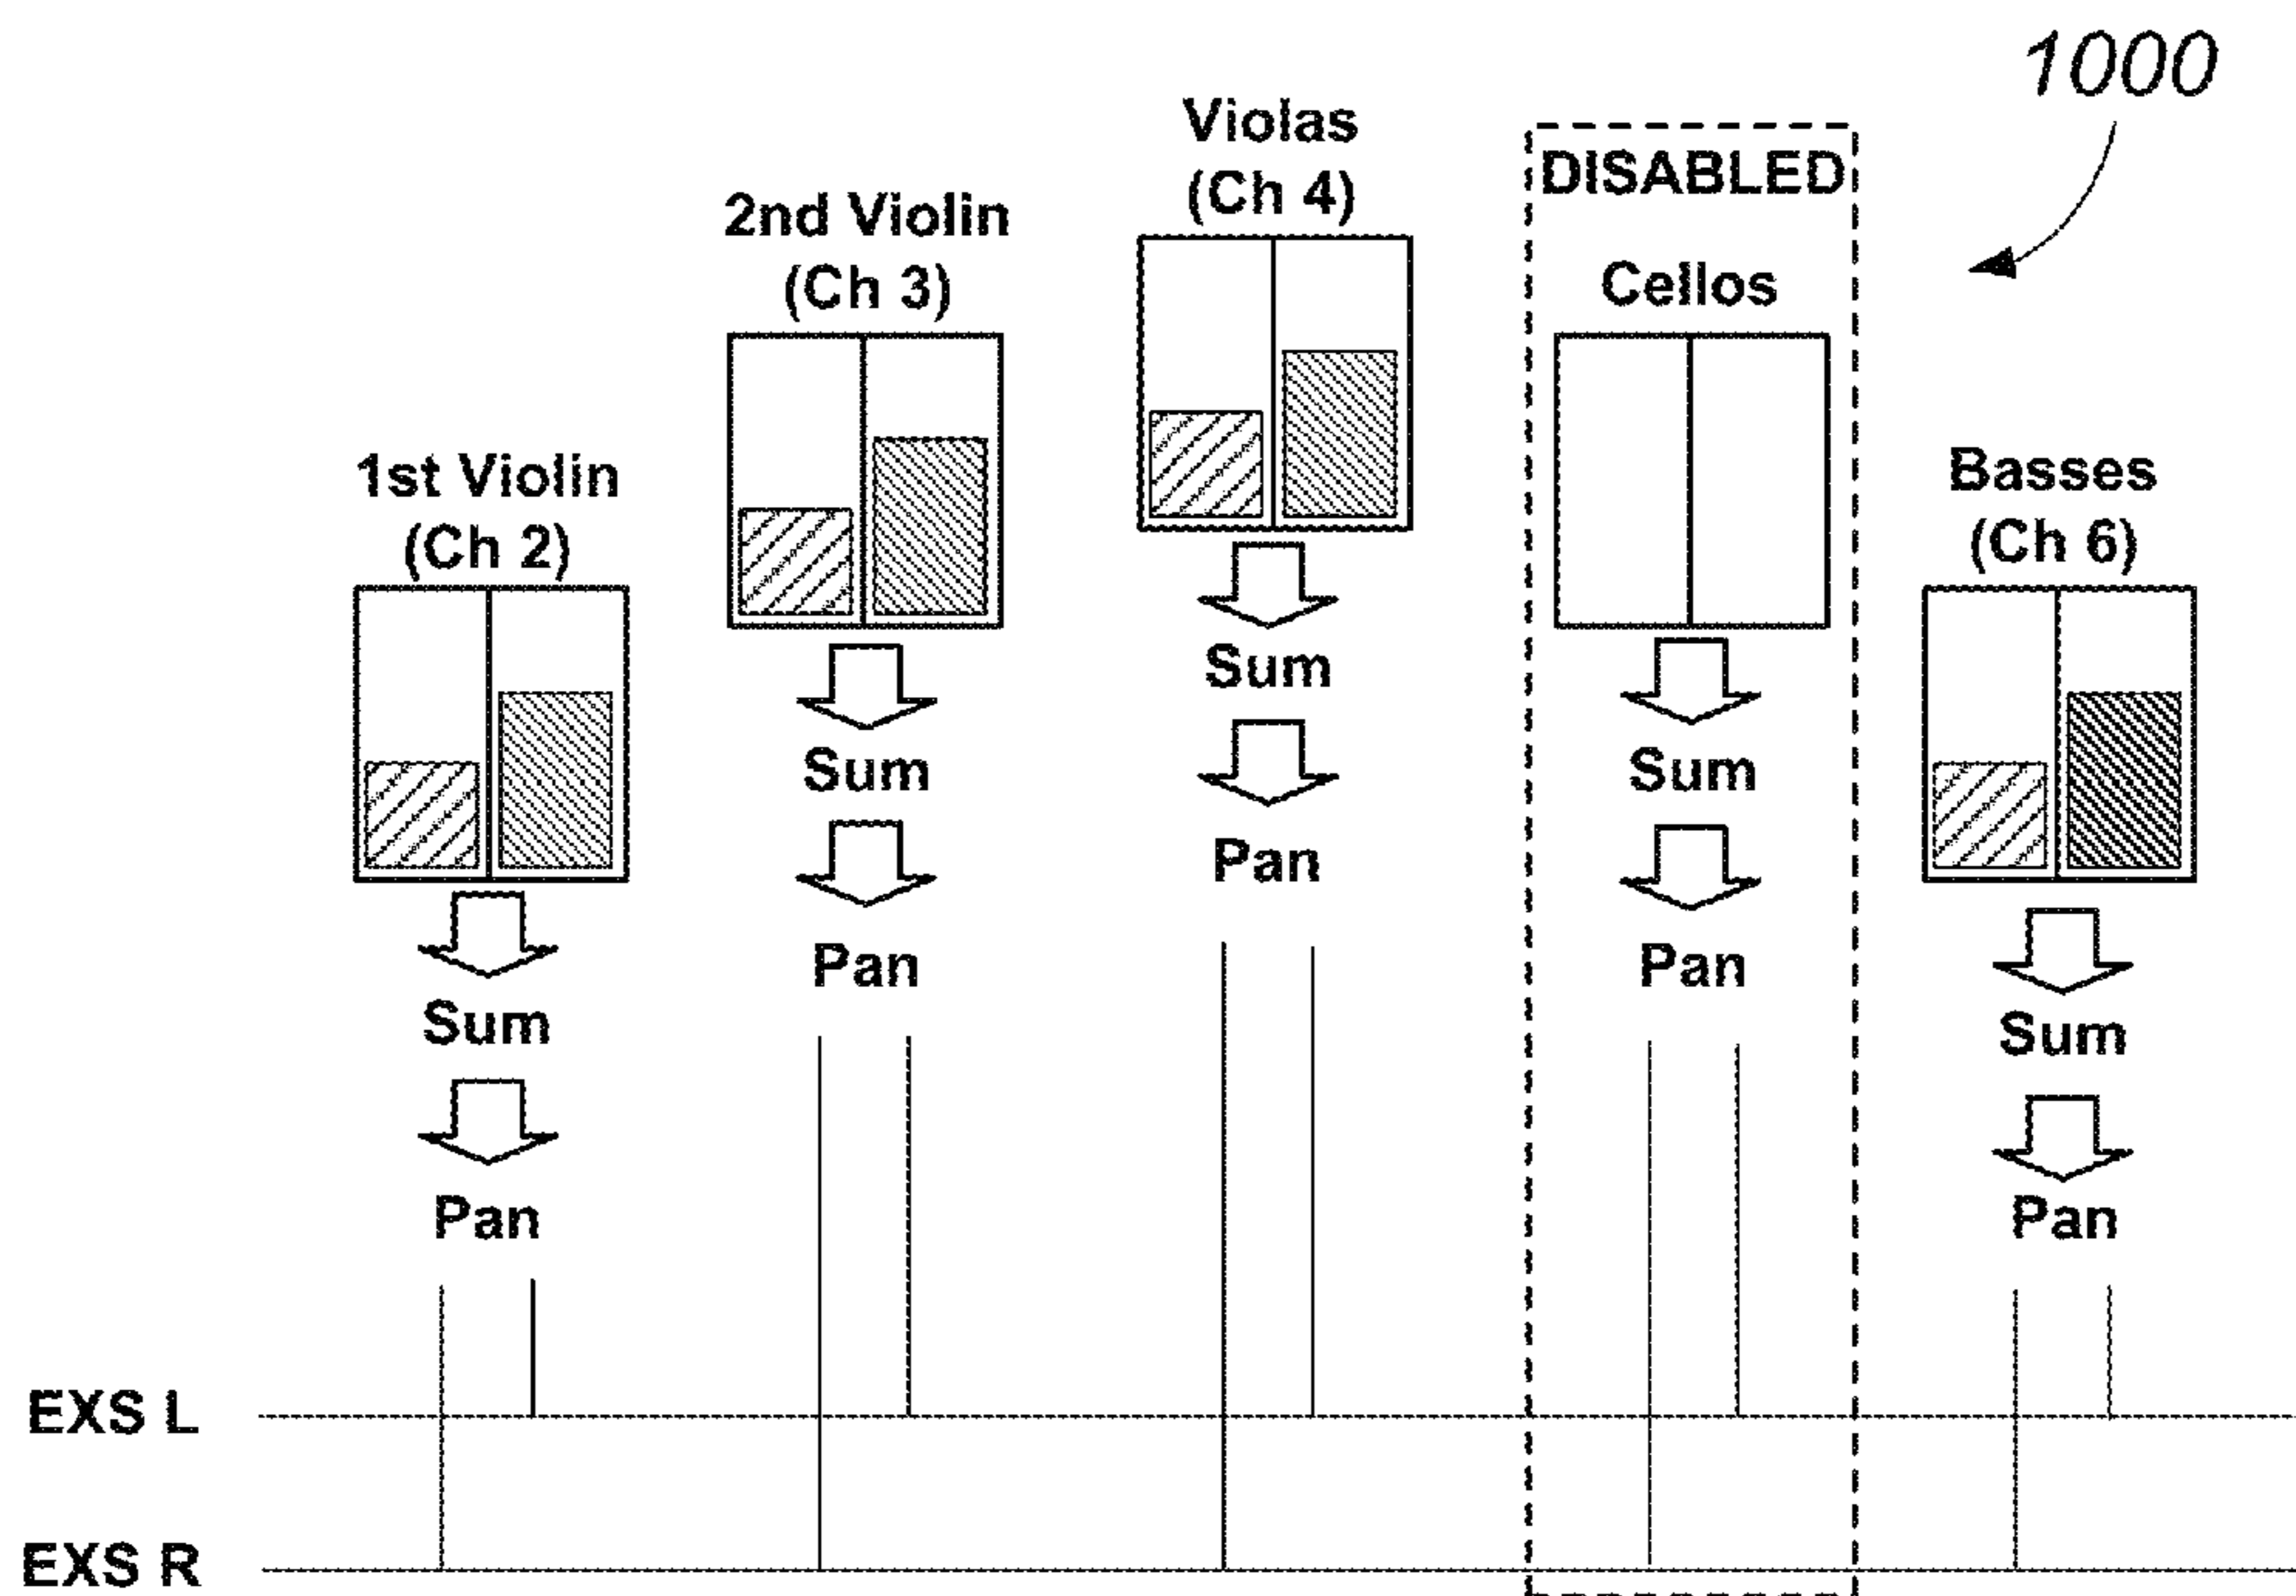 1000
1st Violin
(Ch 2)
Sum
Pan
2nd Violin
(Ch 3)
Sum
Pan
Violas
(Ch 4)
Sum
Pan
DISABLED
Cellos
Sum
Pan
Basses
(Ch 6)
Sum
Pan
EXS L
EXS R